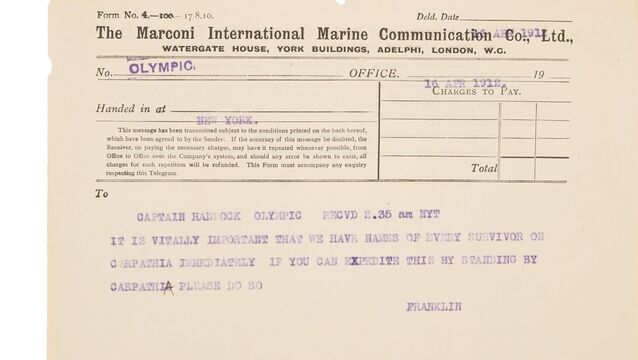 Form No. 4.—100.—17.8.10. Deld. Date
16 APR 1912
The Marconi International Marine Communication Co., Ltd.,
WATERGATE HOUSE, YORK BUILDINGS, ADELPHI, LONDON, W.C.
No. OLYMPIC. OFFICE. 19
16 APR 1912.
CHARGES TO PAY.
Handed in at
NEW YORK.
This message has been transmitted subject to the conditions printed on the back hereof,
which have been agreed to by the Sender. If the accuracy of this message be doubted, the
Receiver, on paying the necessary charges, may have it repeated whenever possible, from
Office to Office over the Company's system, and should any error be shown to exist, all
charges for such repetition will be refunded. This Form must accompany any enquiry
respecting this Telegram.
Total
To
CAPTAIN HADDOCK OLYMPIC RECVD 2.35 am NYT
IT IS VITALLY IMPORTANT THAT WE HAVE NAMES OF EVERY SURVIVOR ON
CARPATHIA IMMEDIATELY IF YOU CAN EXPEDITE THIS BY STANDING BY
CARPATHIA PLEASE DO SO
FRANKLIN